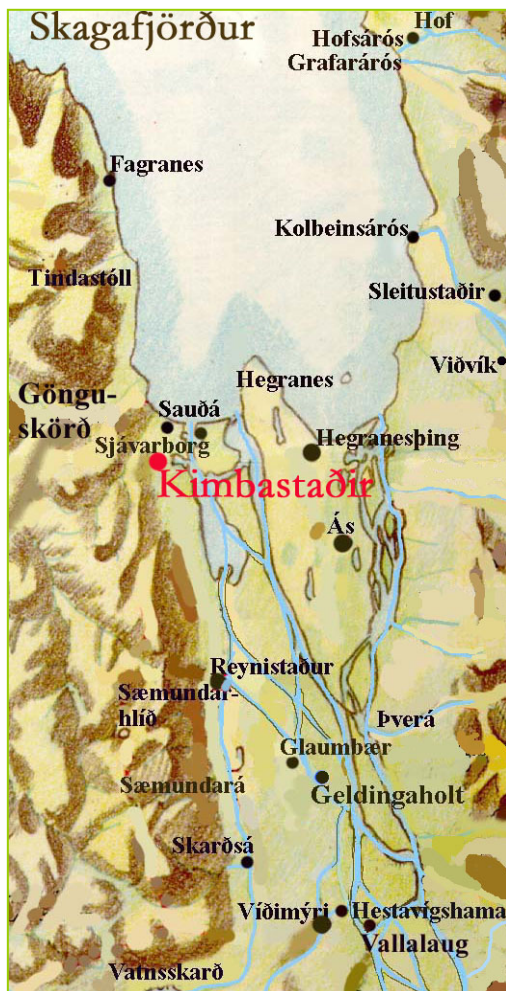 Skagafjörður
Hof
Hofsárós
Grafarárós
Fagranes
Kolbeinsárós
Tindastóll
Sleitustaðir
Viðvík
Hegranes
Göngu-
skörð
Sauðá
Sjávarborg
Hegranesþing
Kimbastaðir
Ás
Reynistaður
Sæmundar-
hlíð
Þverá
Glaumbær
Sæmundará
Geldingaholt
Skarðsá
Víðimýri
Hestavígshama
Vallalaug
Vatnsskarð